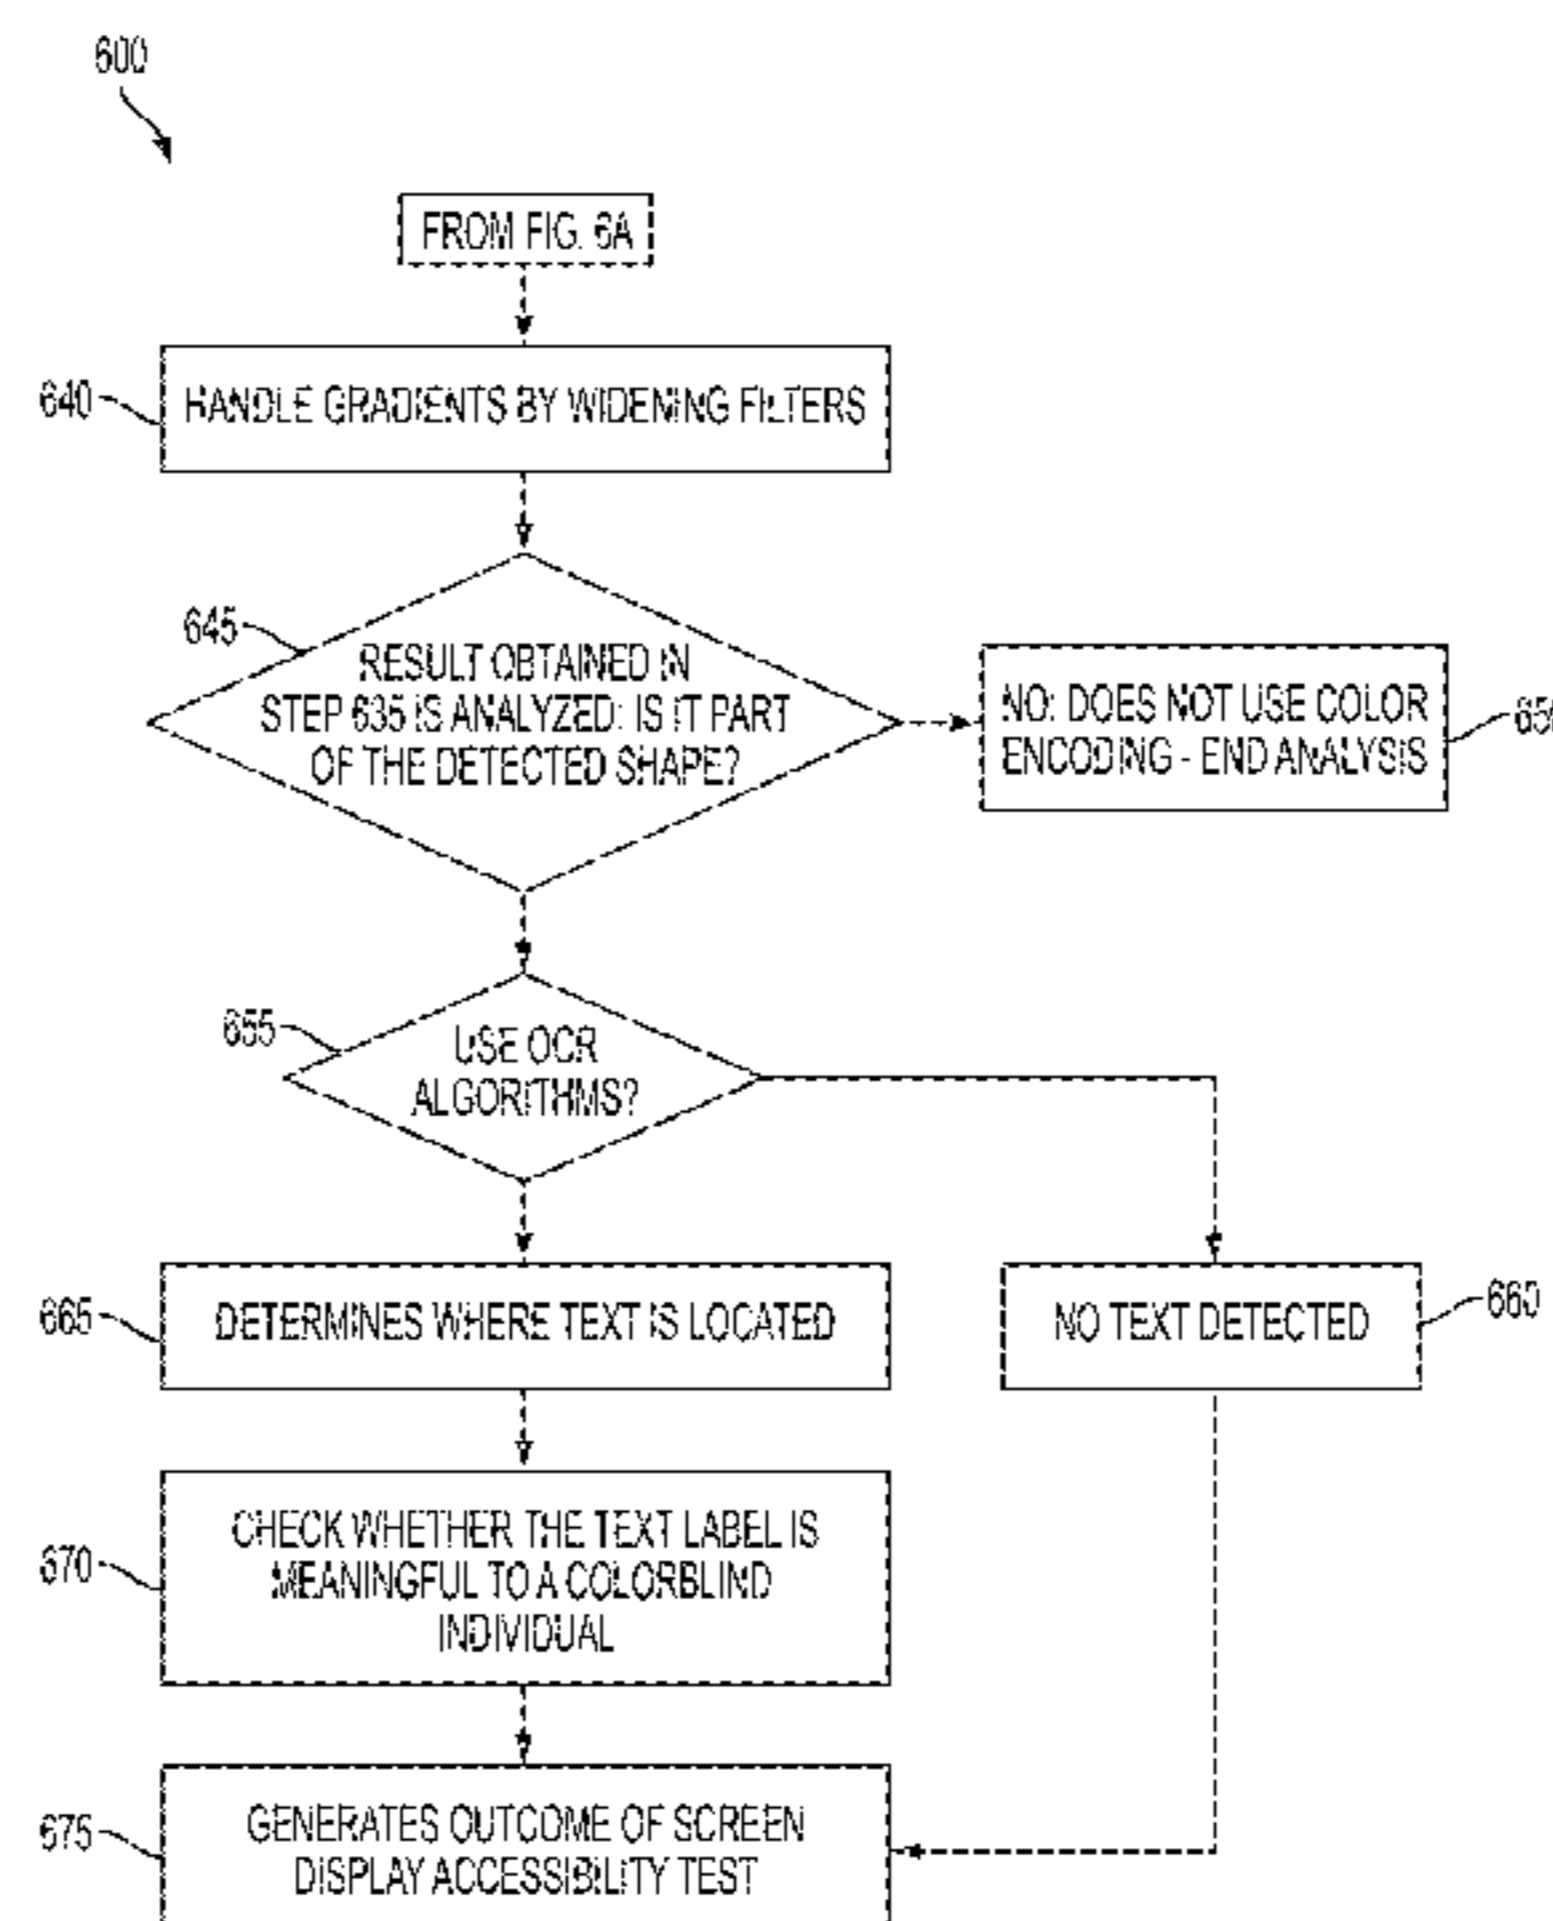 600
FROM FIG. 6A
640
HANDLE GRADIENTS BY WIDENING FILTERS
645
RESULT OBTAINED IN
STEP 635 IS ANALYZED: IS IT PART
OF THE DETECTED SHAPE?
NO: DOES NOT USE COLOR
ENCODING - END ANALYSIS
655
USE OCR
ALGORITHMS?
665
DETERMINES WHERE TEXT IS LOCATED
NO TEXT DETECTED
660
670
CHECK WHETHER THE TEXT LABEL IS
MEANINGFUL TO A COLORBLIND
INDIVIDUAL
675
GENERATES OUTCOME OF SCREEN
DISPLAY ACCESSIBILITY TEST